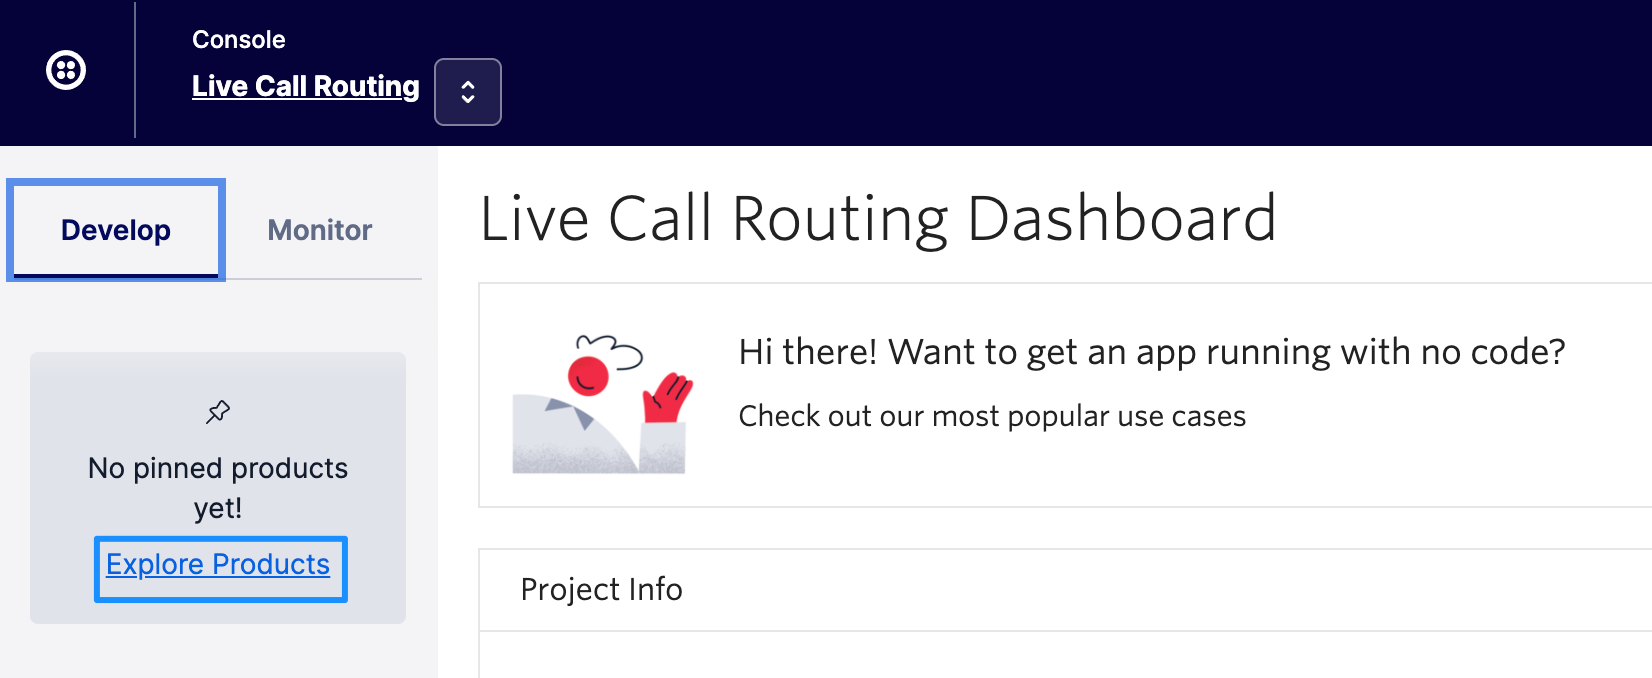 Console
Live Call Routing
Develop
Monitor
No pinned products
yet!
Explore Products
Live Call Routing Dashboard
Hi there! Want to get an app running with no code?
Check out our most popular use cases
Project Info